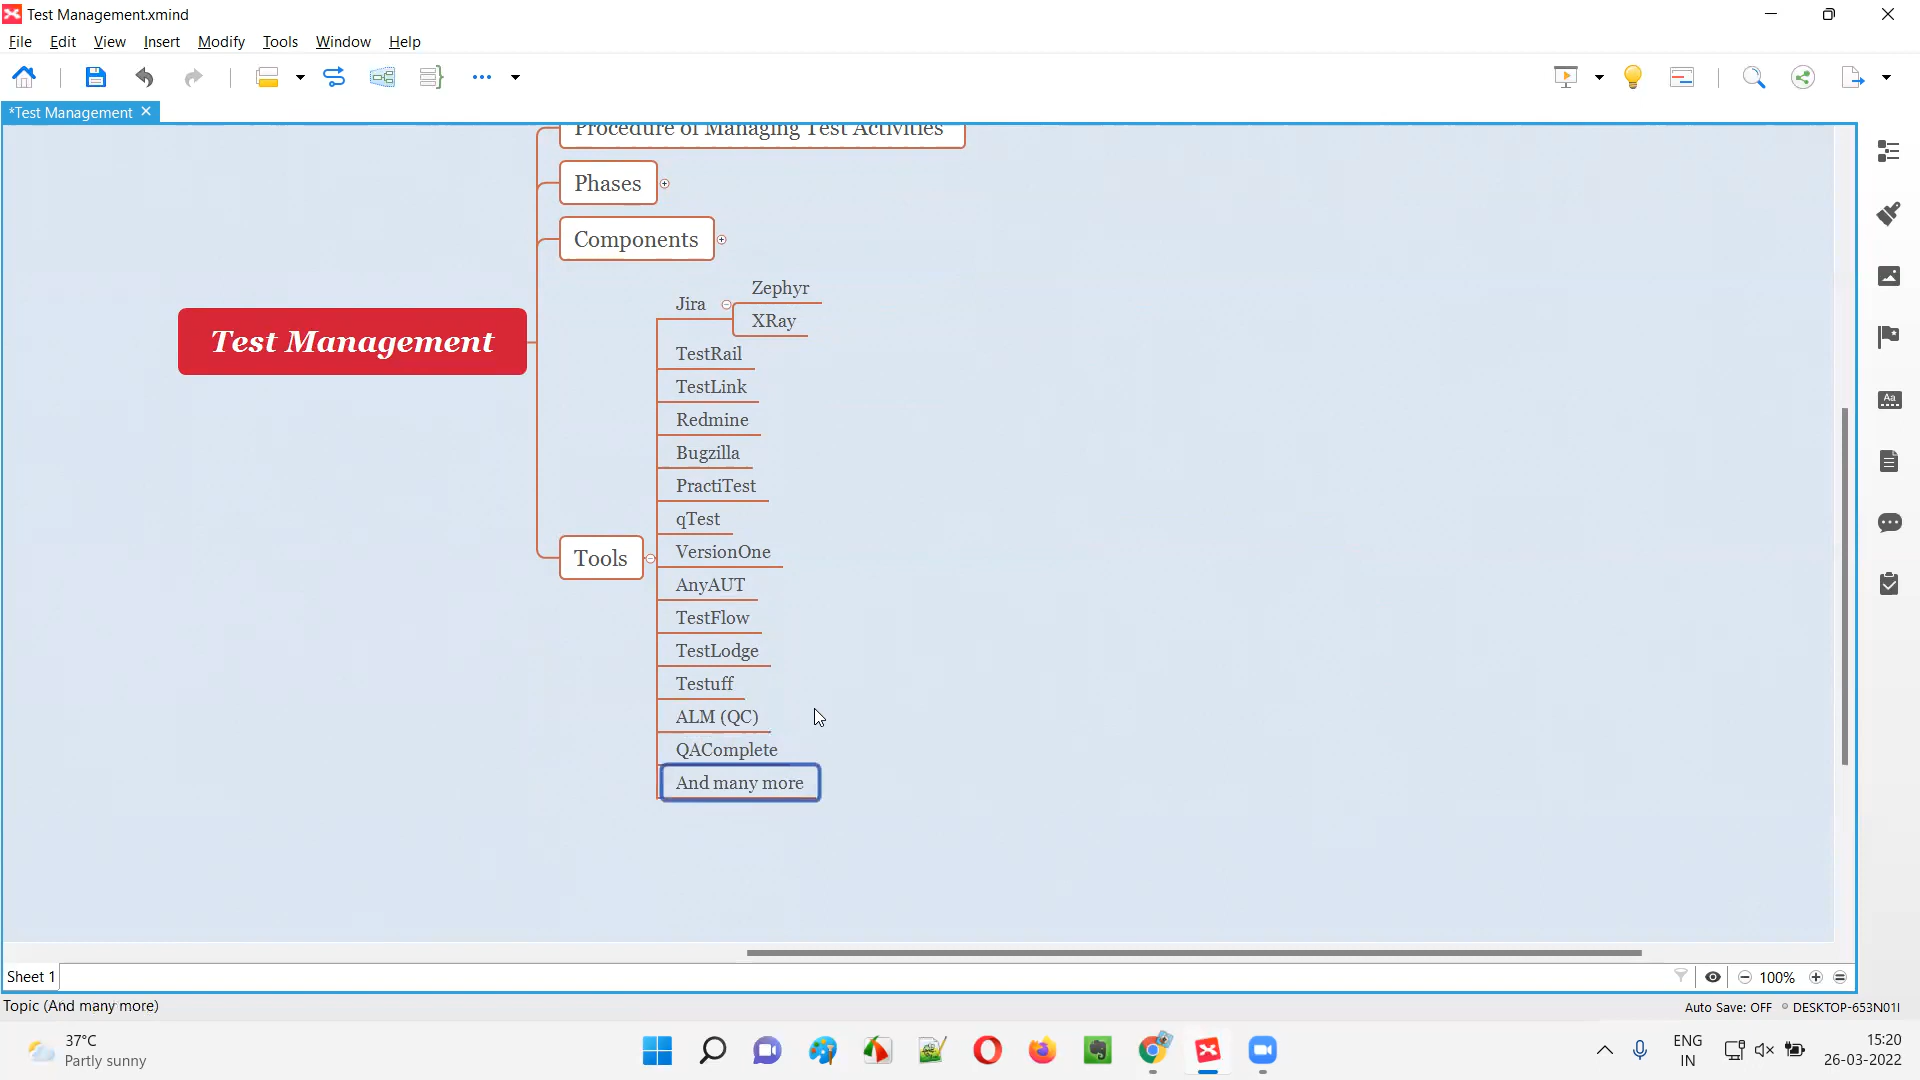 Test Management.xmind
File Edit View Insert Modify Tools Window Help
*Test Management
Procedure of Managing Test Activities
Phases
Components
Test Management
Jira
Zephyr
XRay
TestRail
TestLink
Redmine
Bugzilla
PractiTest
qTest
VersionOne
Tools
AnyAUT
TestFlow
TestLodge
Testuff
ALM (QC)
QAComplete
And many more
Aa
Sheet 1
100%
Topic (And many more)
Auto Save: OFF
DESKTOP-653N01I
37°C
Partly sunny
ENG
IN
15:20
26-03-2022